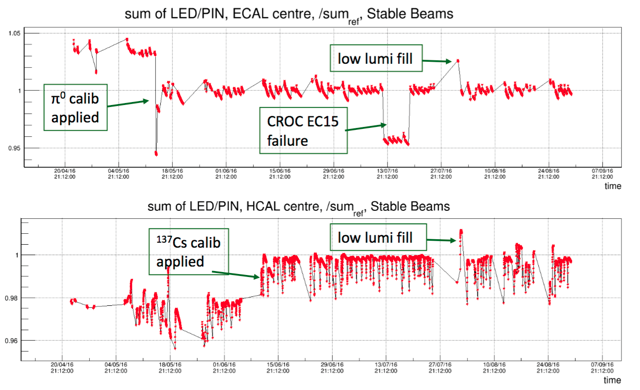 sum of LED/PIN, ECAL centre, /sum_ref, Stable Beams
1.05
1
0.95
π⁰ calib
applied
CROC EC15
failure
low lumi fill
20/04/16 04/05/16 18/05/16 01/06/16 15/06/16 29/06/16 13/07/16 27/07/16 10/08/16 24/08/16 07/09/16
21:12:00 21:12:00 21:12:00 21:12:00 21:12:00 21:12:00 21:12:00 21:12:00 21:12:00 21:12:00 21:12:00
time
sum of LED/PIN, HCAL centre, /sum_ref, Stable Beams
1
0.98
0.96
¹³⁷Cs calib
applied
low lumi fill
20/04/16 04/05/16 18/05/16 01/06/16 15/06/16 29/06/16 13/07/16 27/07/16 10/08/16 24/08/16 07/09/16
21:12:00 21:12:00 21:12:00 21:12:00 21:12:00 21:12:00 21:12:00 21:12:00 21:12:00 21:12:00 21:12:00
time